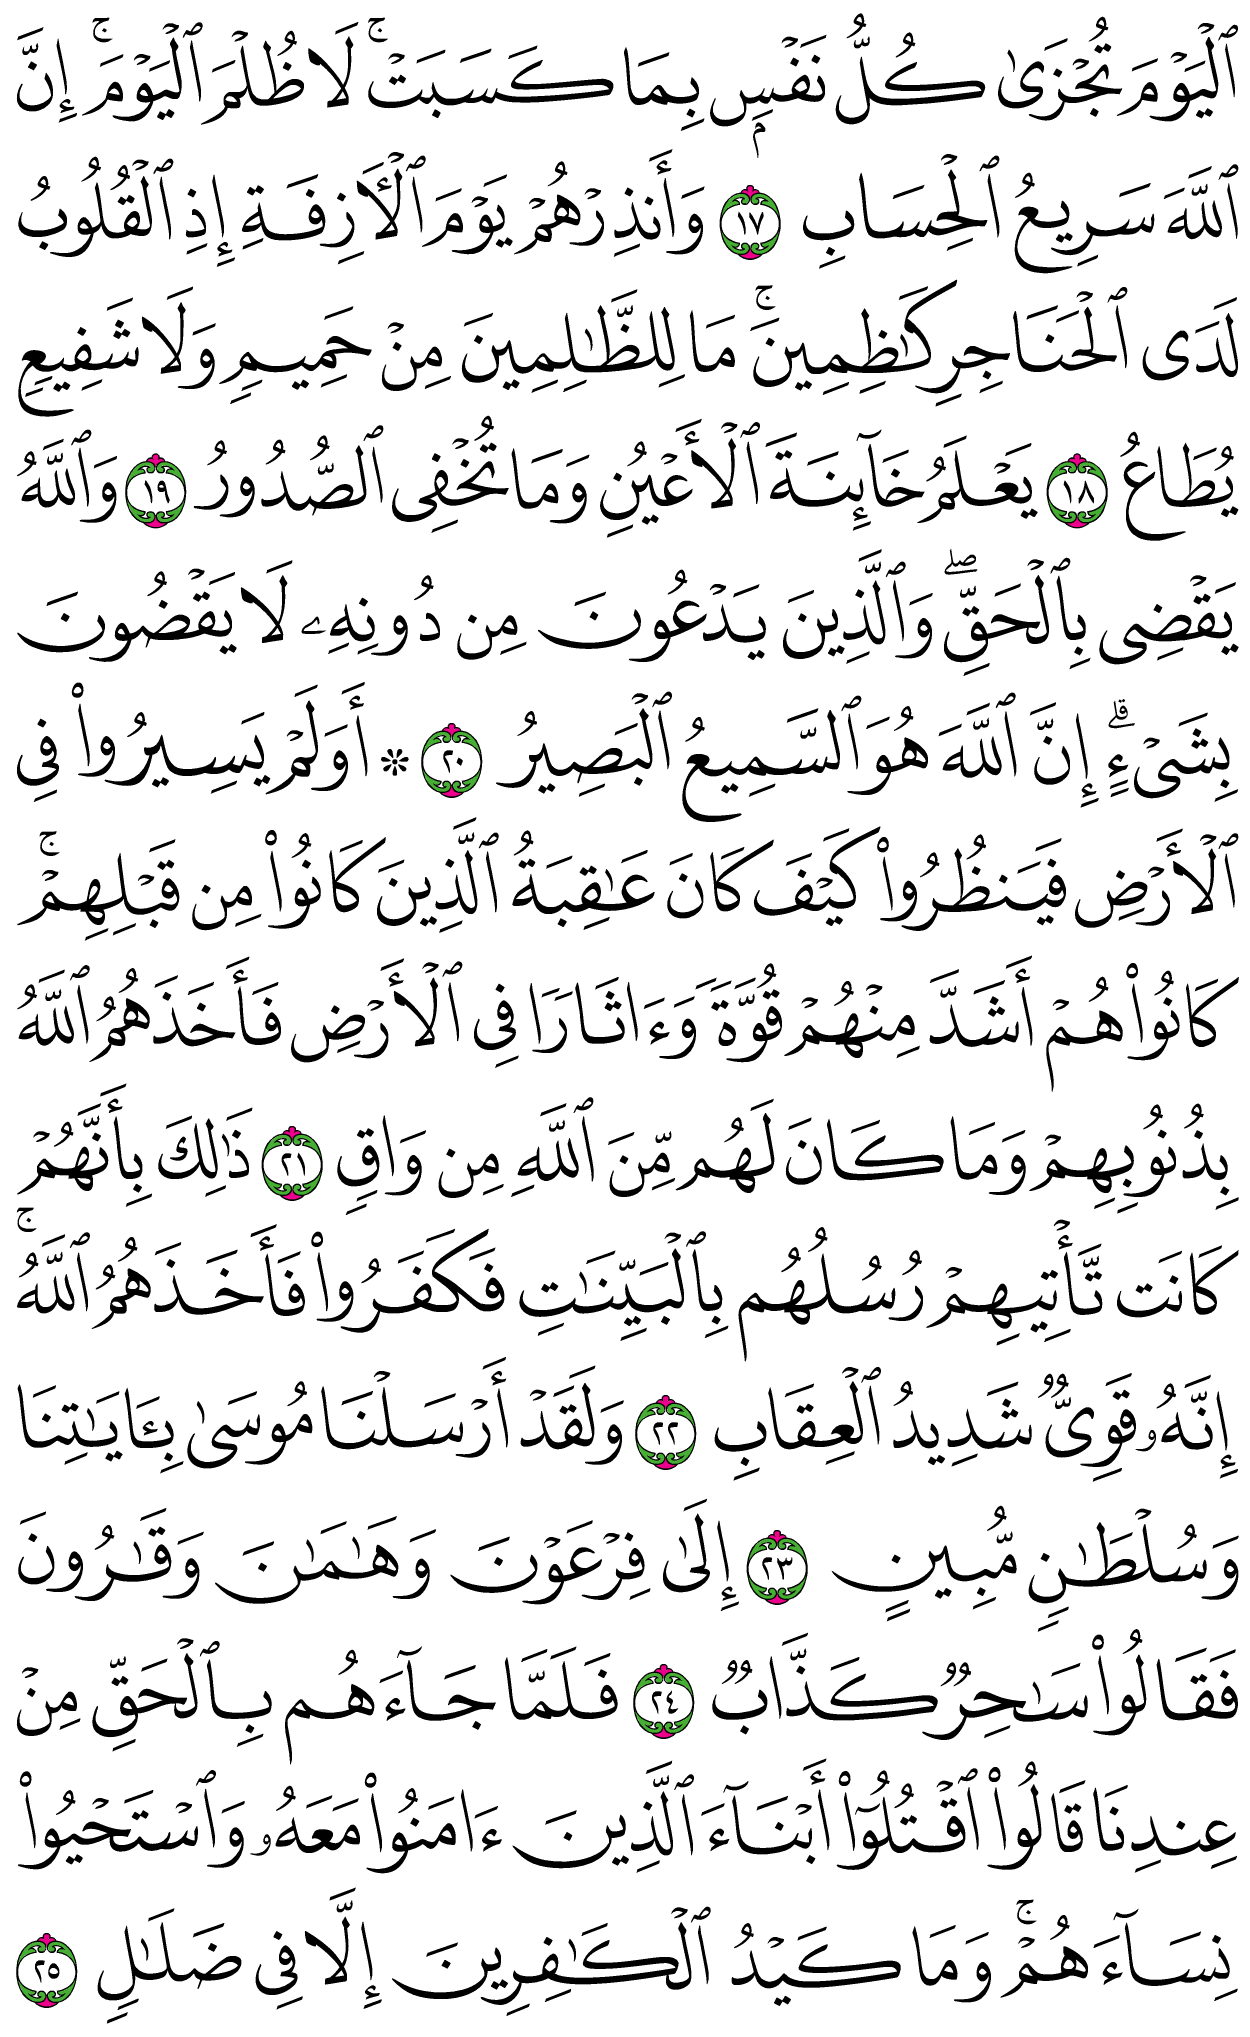 ٱلۡيَوۡمَ تُجۡزَىٰ كُلُّ نَفۡسِۭ بِمَا كَسَبَتۡۚ لَا ظُلۡمَ ٱلۡيَوۡمَۚ إِنَّ
ٱللَّهَ سَرِيعُ ٱلۡحِسَابِ ١٧ وَأَنذِرۡهُمۡ يَوۡمَ ٱلۡأٓزِفَةِ إِذِ ٱلۡقُلُوبُ
لَدَى ٱلۡحَنَاجِرِ كَٰظِمِينَۚ مَا لِلظَّٰلِمِينَ مِنۡ حَمِيمٖ وَلَا شَفِيعٖ
يُطَاعُ ١٨ يَعۡلَمُ خَآئِنَةَ ٱلۡأَعۡيُنِ وَمَا تُخۡفِي ٱلصُّدُورُ ١٩ وَٱللَّهُ
يَقۡضِي بِٱلۡحَقِّۖ وَٱلَّذِينَ يَدۡعُونَ مِن دُونِهِۦ لَا يَقۡضُونَ
بِشَيۡءٍۗ إِنَّ ٱللَّهَ هُوَ ٱلسَّمِيعُ ٱلۡبَصِيرُ ٢٠ ۞ أَوَلَمۡ يَسِيرُواْ فِي
ٱلۡأَرۡضِ فَيَنظُرُواْ كَيۡفَ كَانَ عَٰقِبَةُ ٱلَّذِينَ كَانُواْ مِن قَبۡلِهِمۡۚ
كَانُواْ هُمۡ أَشَدَّ مِنۡهُمۡ قُوَّةٗ وَءَاثَارٗا فِي ٱلۡأَرۡضِ فَأَخَذَهُمُ ٱللَّهُ
بِذُنُوبِهِمۡ وَمَا كَانَ لَهُم مِّنَ ٱللَّهِ مِن وَاقٖ ٢١ ذَٰلِكَ بِأَنَّهُمۡ
كَانَت تَّأۡتِيهِمۡ رُسُلُهُم بِٱلۡبَيِّنَٰتِ فَكَفَرُواْ فَأَخَذَهُمُ ٱللَّهُۚ
إِنَّهُۥ قَوِيّٞ شَدِيدُ ٱلۡعِقَابِ ٢٢ وَلَقَدۡ أَرۡسَلۡنَا مُوسَىٰ بِـَٔايَٰتِنَا
وَسُلۡطَٰنٖ مُّبِينٍ ٢٣ إِلَىٰ فِرۡعَوۡنَ وَهَٰمَٰنَ وَقَٰرُونَ
فَقَالُواْ سَٰحِرٞ كَذَّابٞ ٢٤ فَلَمَّا جَآءَهُم بِٱلۡحَقِّ مِنۡ
عِندِنَا قَالُواْ ٱقۡتُلُوٓاْ أَبۡنَآءَ ٱلَّذِينَ ءَامَنُواْ مَعَهُۥ وَٱسۡتَحۡيُواْ
نِسَآءَهُمۡۚ وَمَا كَيۡدُ ٱلۡكَٰفِرِينَ إِلَّا فِي ضَلَٰلٖ ٢٥